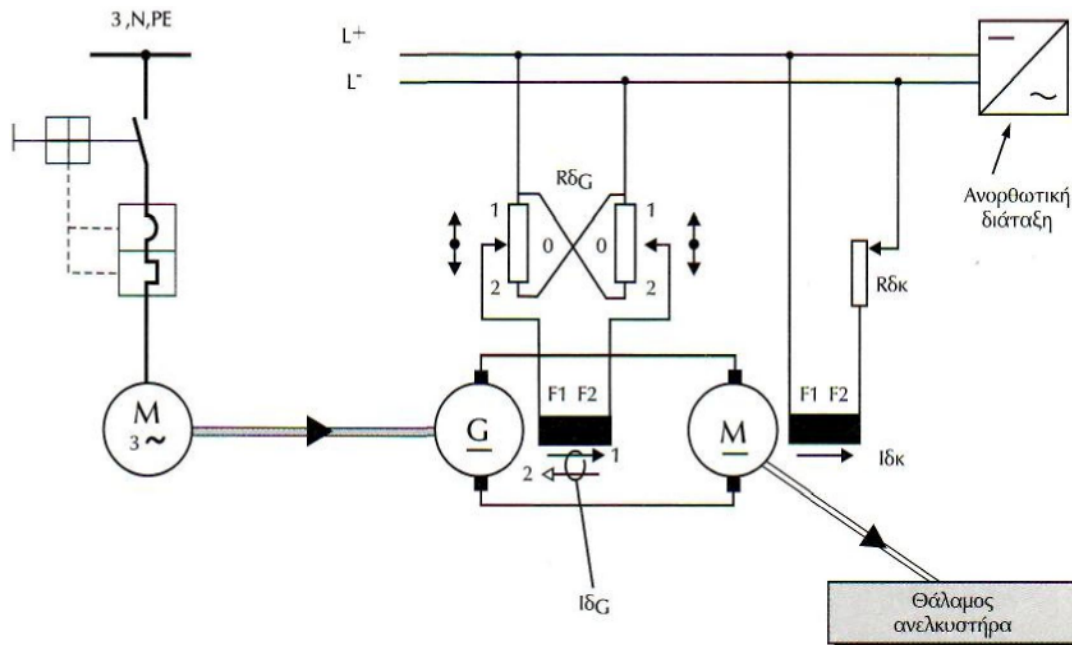 3 ,N,PE
L+
L-
RδG
1
1
0
0
2
2
Ανορθωτική
διάταξη
Rδκ
F1 F2
F1 F2
M
3 ~
G
M
1
2
Iδκ
IδG
Θάλαμος
ανελκυστήρα